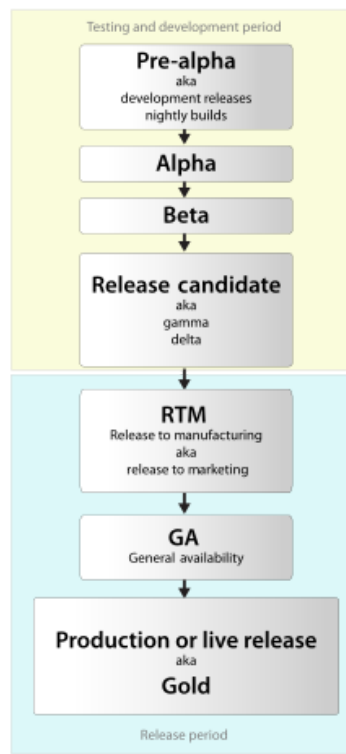 Testing and development period
Pre-alpha
aka
development releases
nightly builds
Alpha
Beta
Release candidate
aka
gamma
delta
RTM
Release to manufacturing
aka
release to marketing
GA
General availability
Production or live release
aka
Gold
Release period